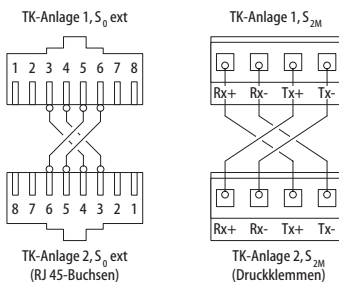 TK-Anlage 1, S0 ext
1 2 3 4 5 6 7 8
8 7 6 5 4 3 2 1
TK-Anlage 2, S0 ext
(RJ 45-Buchsen)
TK-Anlage 1, S2M
Rx+ Rx- Tx+ Tx-
Rx+ Rx- Tx+ Tx-
TK-Anlage 2, S2M
(Druckklemmen)